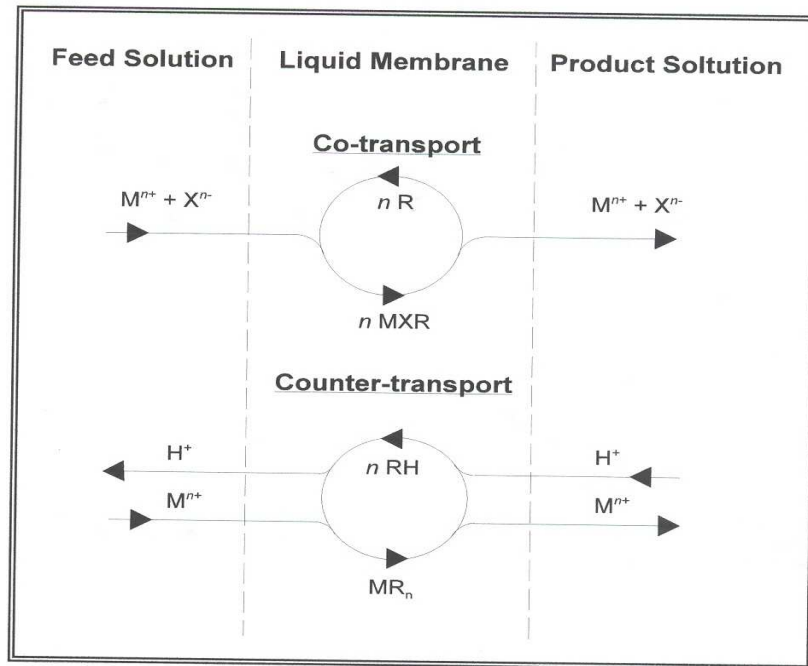 Feed Solution Liquid Membrane Product Soltution
Co-transport
Mⁿ⁺ + Xⁿ⁻ n R Mⁿ⁺ + Xⁿ⁻
n MXR
Counter-transport
H⁺ n RH H⁺
Mⁿ⁺ Mⁿ⁺
MRₙ